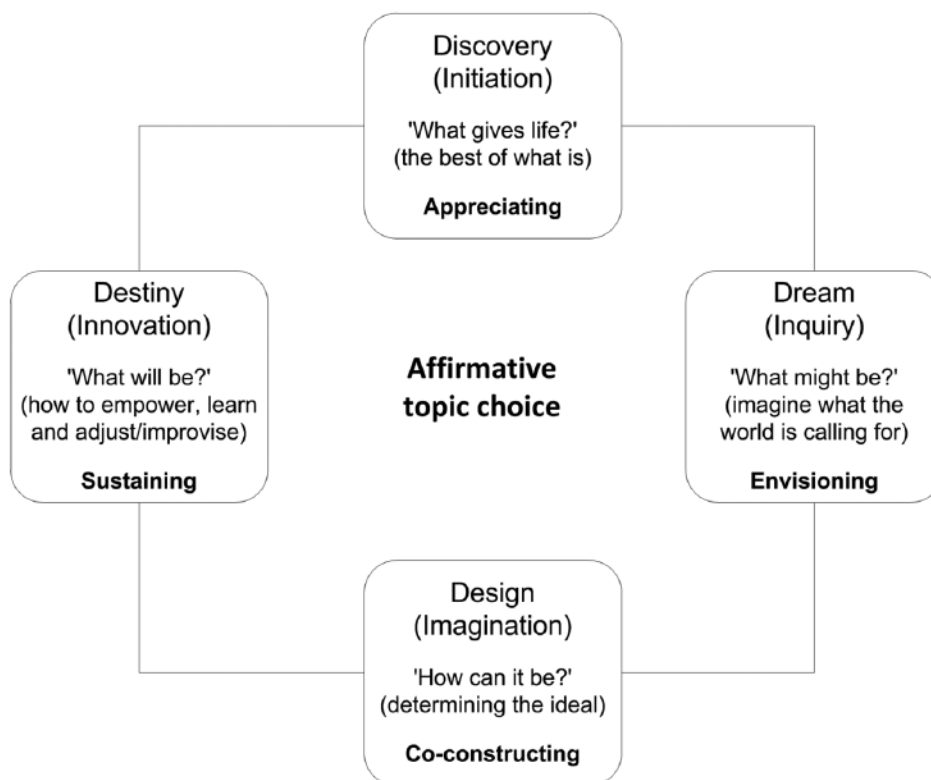 Discovery
(Initiation)
'What gives life?'
(the best of what is)
Appreciating
Destiny
(Innovation)
'What will be?'
(how to empower, learn
and adjust/improvise)
Sustaining
Affirmative
topic choice
Dream
(Inquiry)
'What might be?'
(imagine what the
world is calling for)
Envisioning
Design
(Imagination)
'How can it be?'
(determining the ideal)
Co-constructing